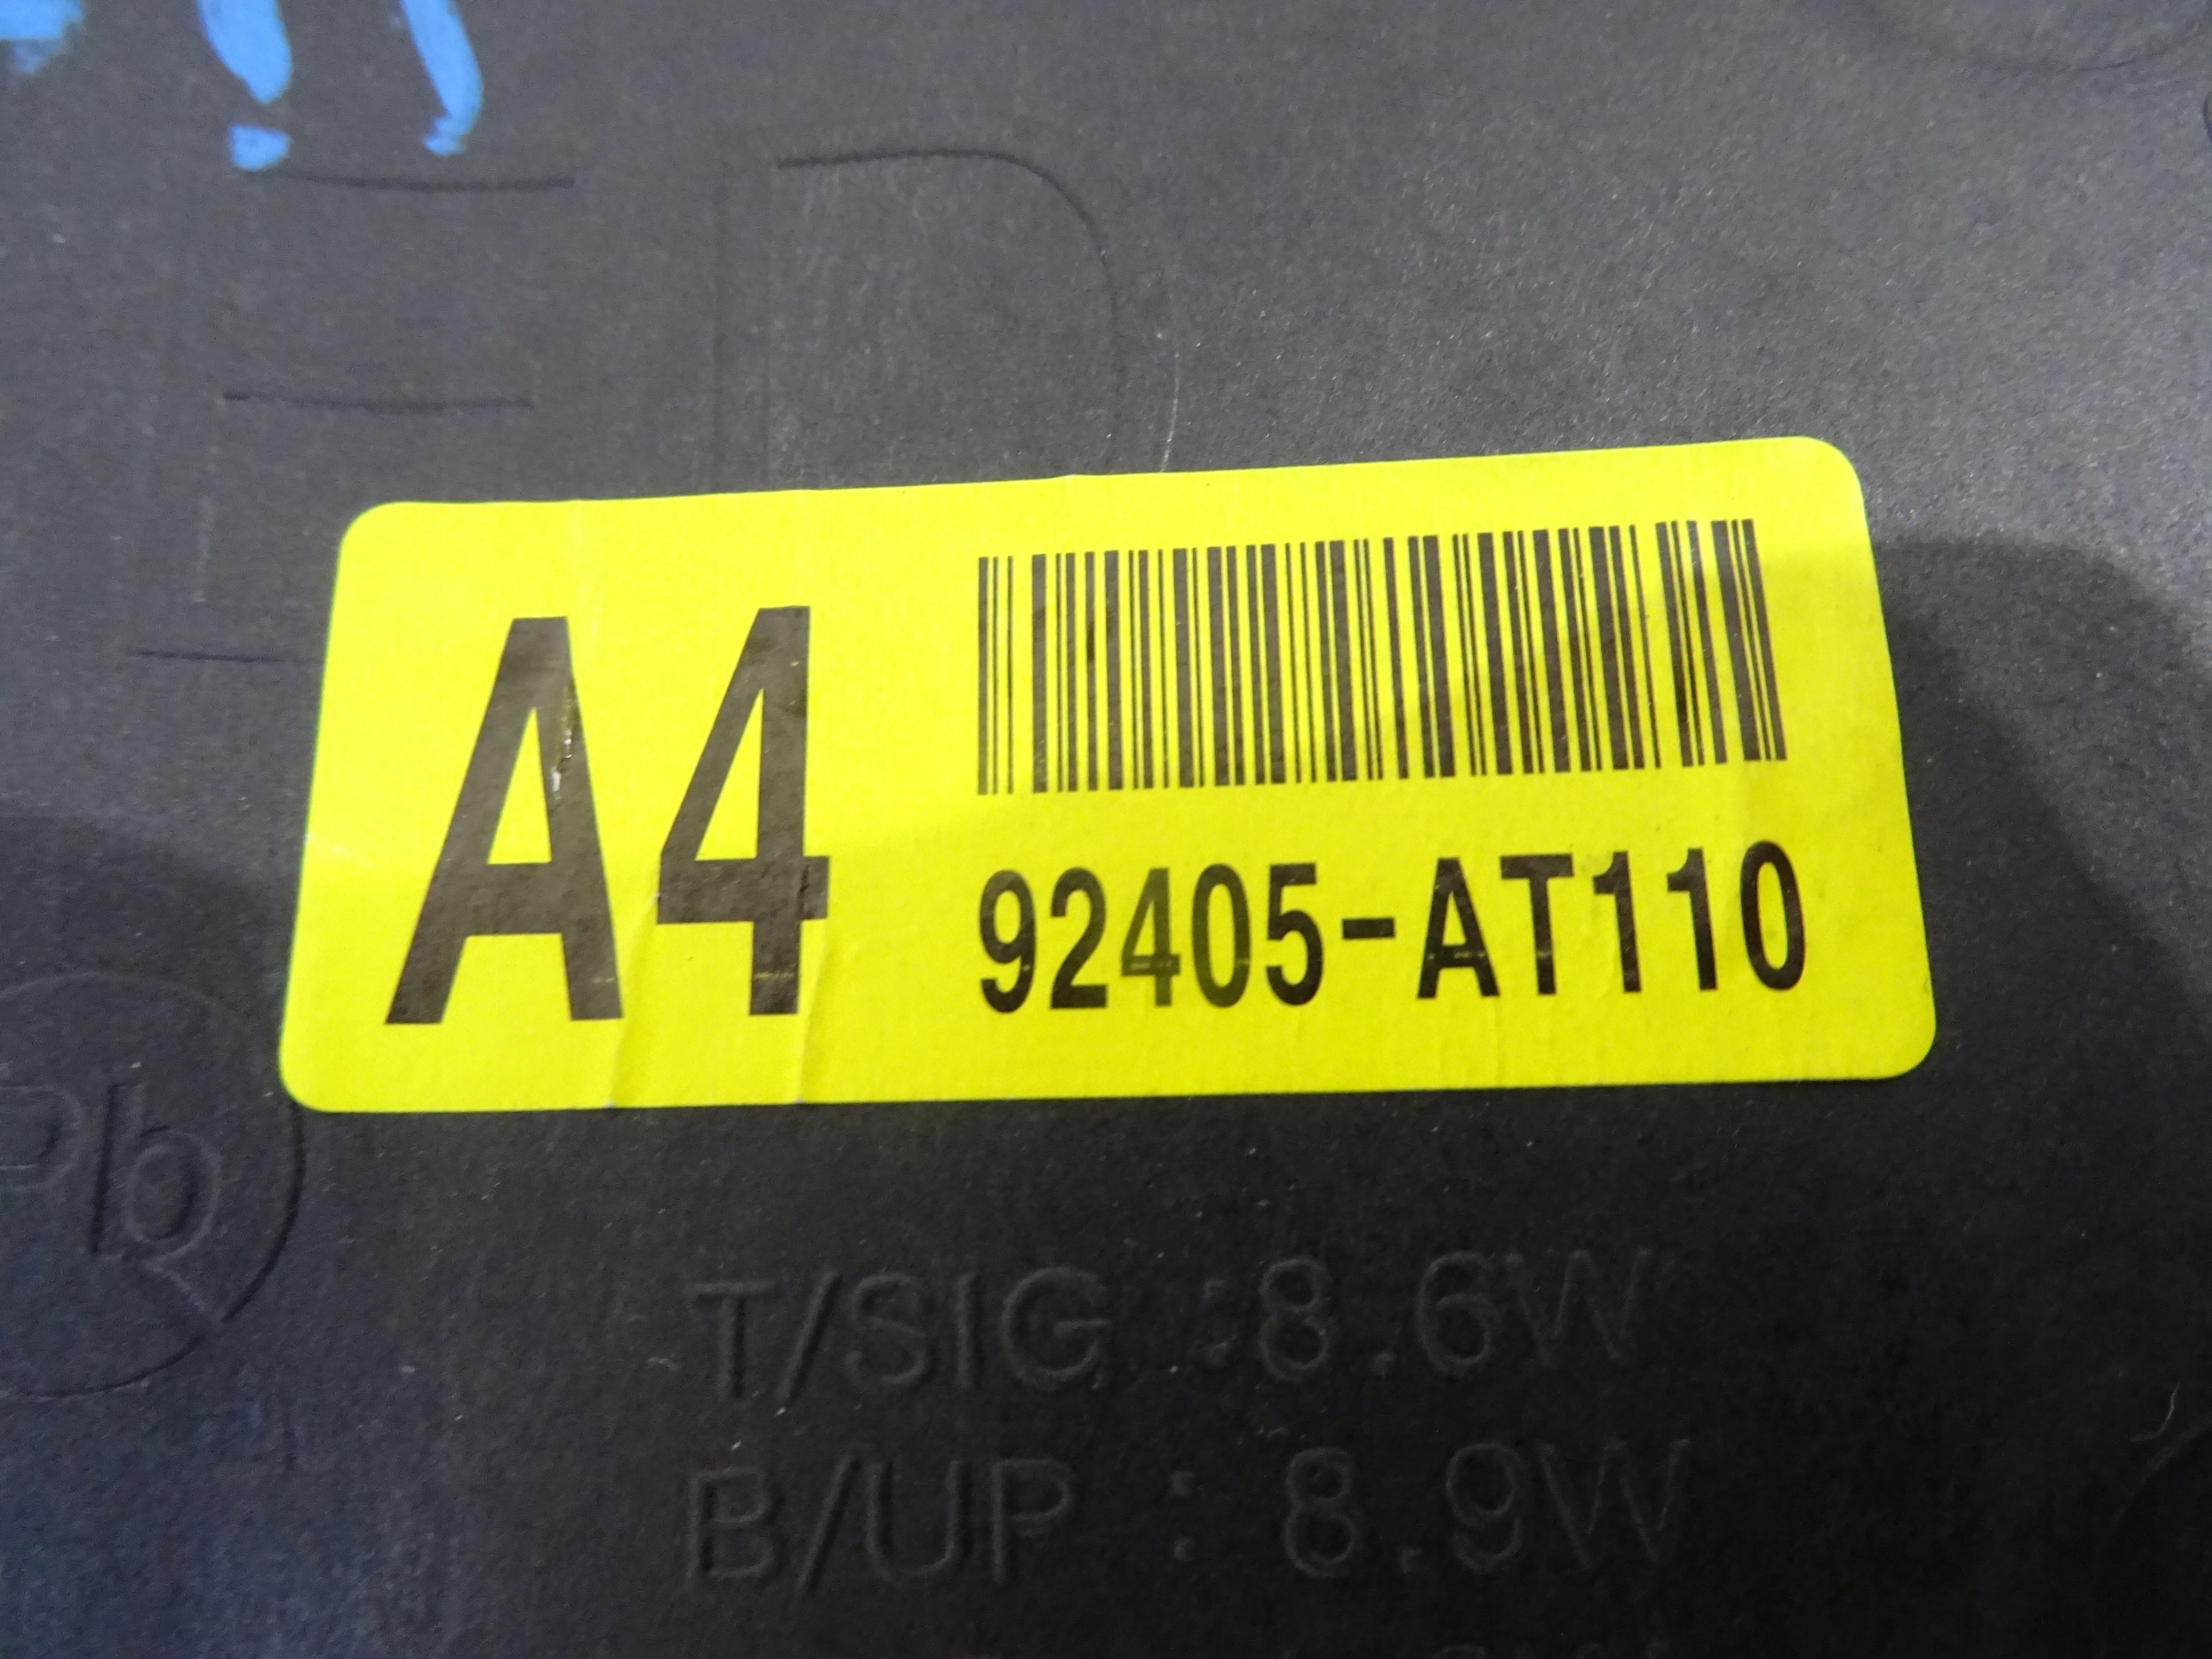 A4
92405-AT110
Pb
T/SIG :8.6W
B/UP : 8.9W